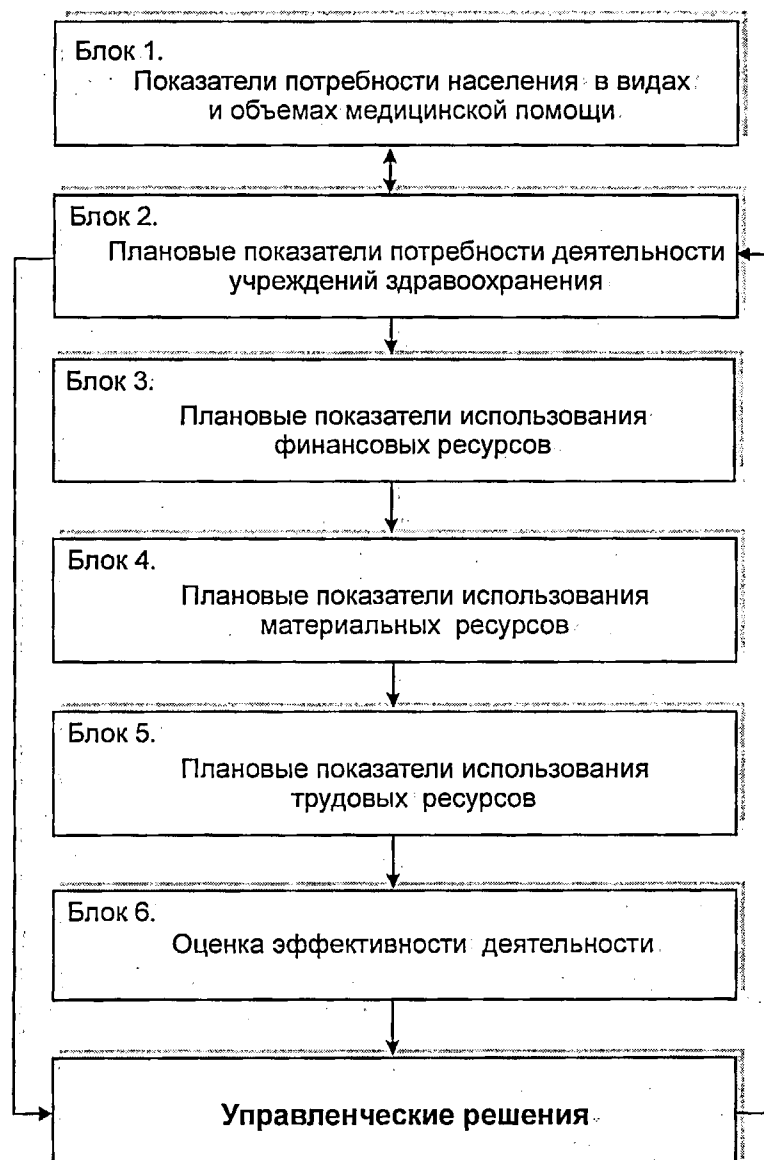 Блок 1.
Показатели потребности населения в видах
и объемах медицинской помощи
Блок 2.
Плановые показатели потребности деятельности
учреждений здравоохранения
Блок 3.
Плановые показатели использования
финансовых ресурсов
Блок 4.
Плановые показатели использования
материальных ресурсов
Блок 5.
Плановые показатели использования
трудовых ресурсов
Блок 6.
Оценка эффективности деятельности
Управленческие решения